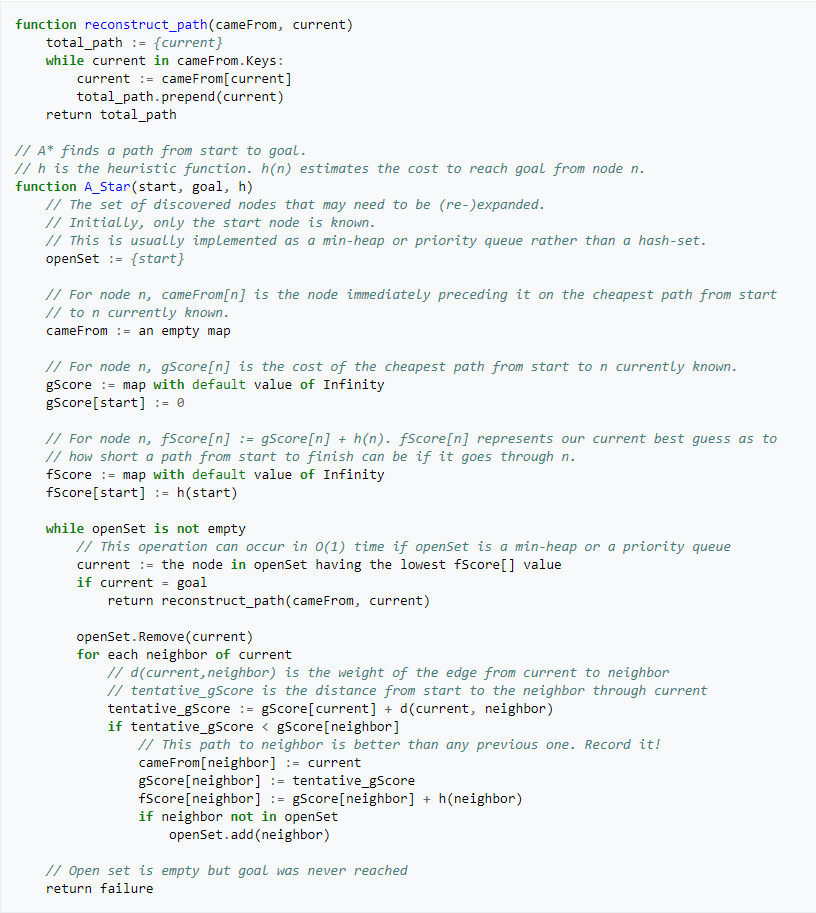 function reconstruct_path(cameFrom, current)
    total_path := {current}
    while current in cameFrom.Keys:
        current := cameFrom[current]
        total_path.prepend(current)
    return total_path

// A* finds a path from start to goal.
// h is the heuristic function. h(n) estimates the cost to reach goal from node n.
function A_Star(start, goal, h)
    // The set of discovered nodes that may need to be (re-)expanded.
    // Initially, only the start node is known.
    // This is usually implemented as a min-heap or priority queue rather than a hash-set.
    openSet := {start}

    // For node n, cameFrom[n] is the node immediately preceding it on the cheapest path from start
    // to n currently known.
    cameFrom := an empty map

    // For node n, gScore[n] is the cost of the cheapest path from start to n currently known.
    gScore := map with default value of Infinity
    gScore[start] := 0

    // For node n, fScore[n] := gScore[n] + h(n). fScore[n] represents our current best guess as to
    // how short a path from start to finish can be if it goes through n.
    fScore := map with default value of Infinity
    fScore[start] := h(start)

    while openSet is not empty
        // This operation can occur in O(1) time if openSet is a min-heap or a priority queue
        current := the node in openSet having the lowest fScore[] value
        if current = goal
            return reconstruct_path(cameFrom, current)

        openSet.Remove(current)
        for each neighbor of current
            // d(current,neighbor) is the weight of the edge from current to neighbor
            // tentative_gScore is the distance from start to the neighbor through current
            tentative_gScore := gScore[current] + d(current, neighbor)
            if tentative_gScore < gScore[neighbor]
                // This path to neighbor is better than any previous one. Record it!
                cameFrom[neighbor] := current
                gScore[neighbor] := tentative_gScore
                fScore[neighbor] := gScore[neighbor] + h(neighbor)
                if neighbor not in openSet
                    openSet.add(neighbor)

    // Open set is empty but goal was never reached
    return failure